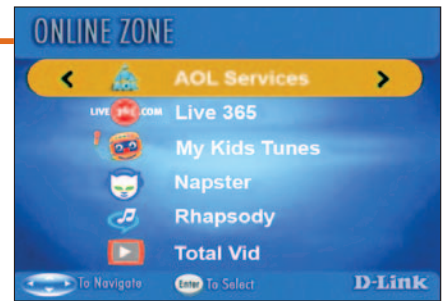 ONLINE ZONE
AOL Services
LIVE 365 .COM Live 365
My Kids Tunes
Napster
Rhapsody
Total Vid
To Navigate Enter To Select D-Link